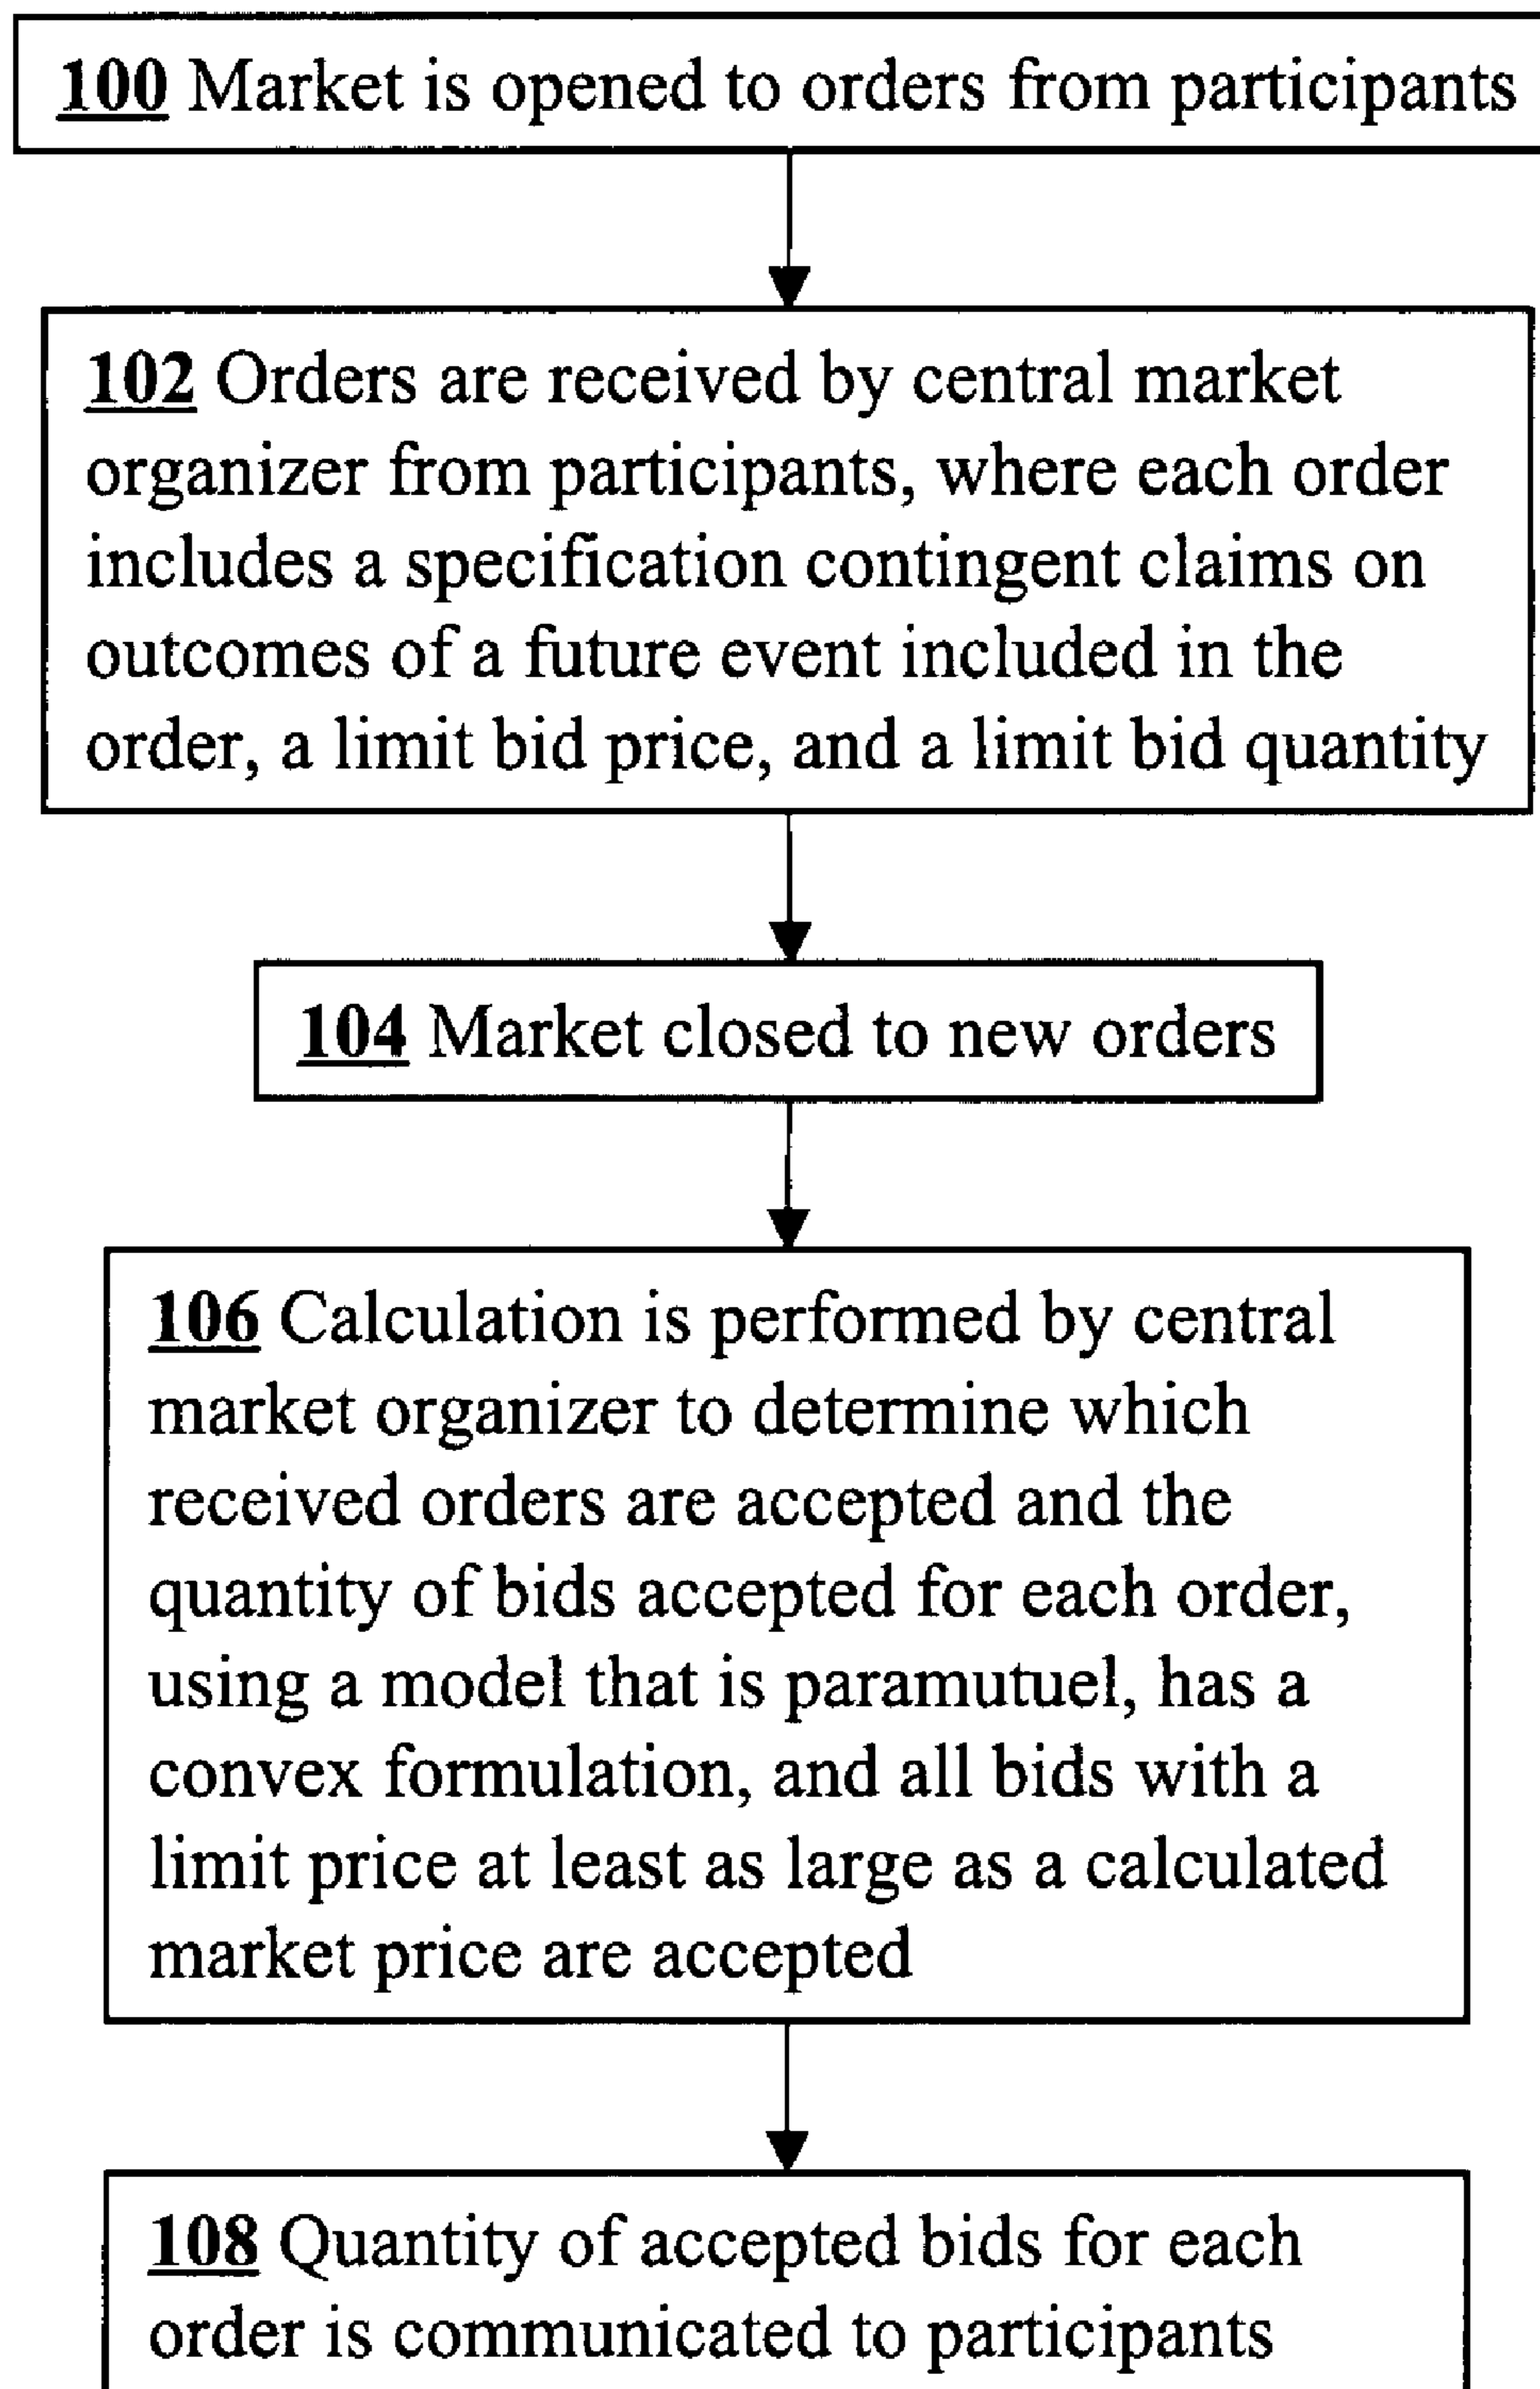 100 Market is opened to orders from participants
102 Orders are received by central market
organizer from participants, where each order
includes a specification contingent claims on
outcomes of a future event included in the
order, a limit bid price, and a limit bid quantity
104 Market closed to new orders
106 Calculation is performed by central
market organizer to determine which
received orders are accepted and the
quantity of bids accepted for each order,
using a model that is paramutuel, has a
convex formulation, and all bids with a
limit price at least as large as a calculated
market price are accepted
108 Quantity of accepted bids for each
order is communicated to participants